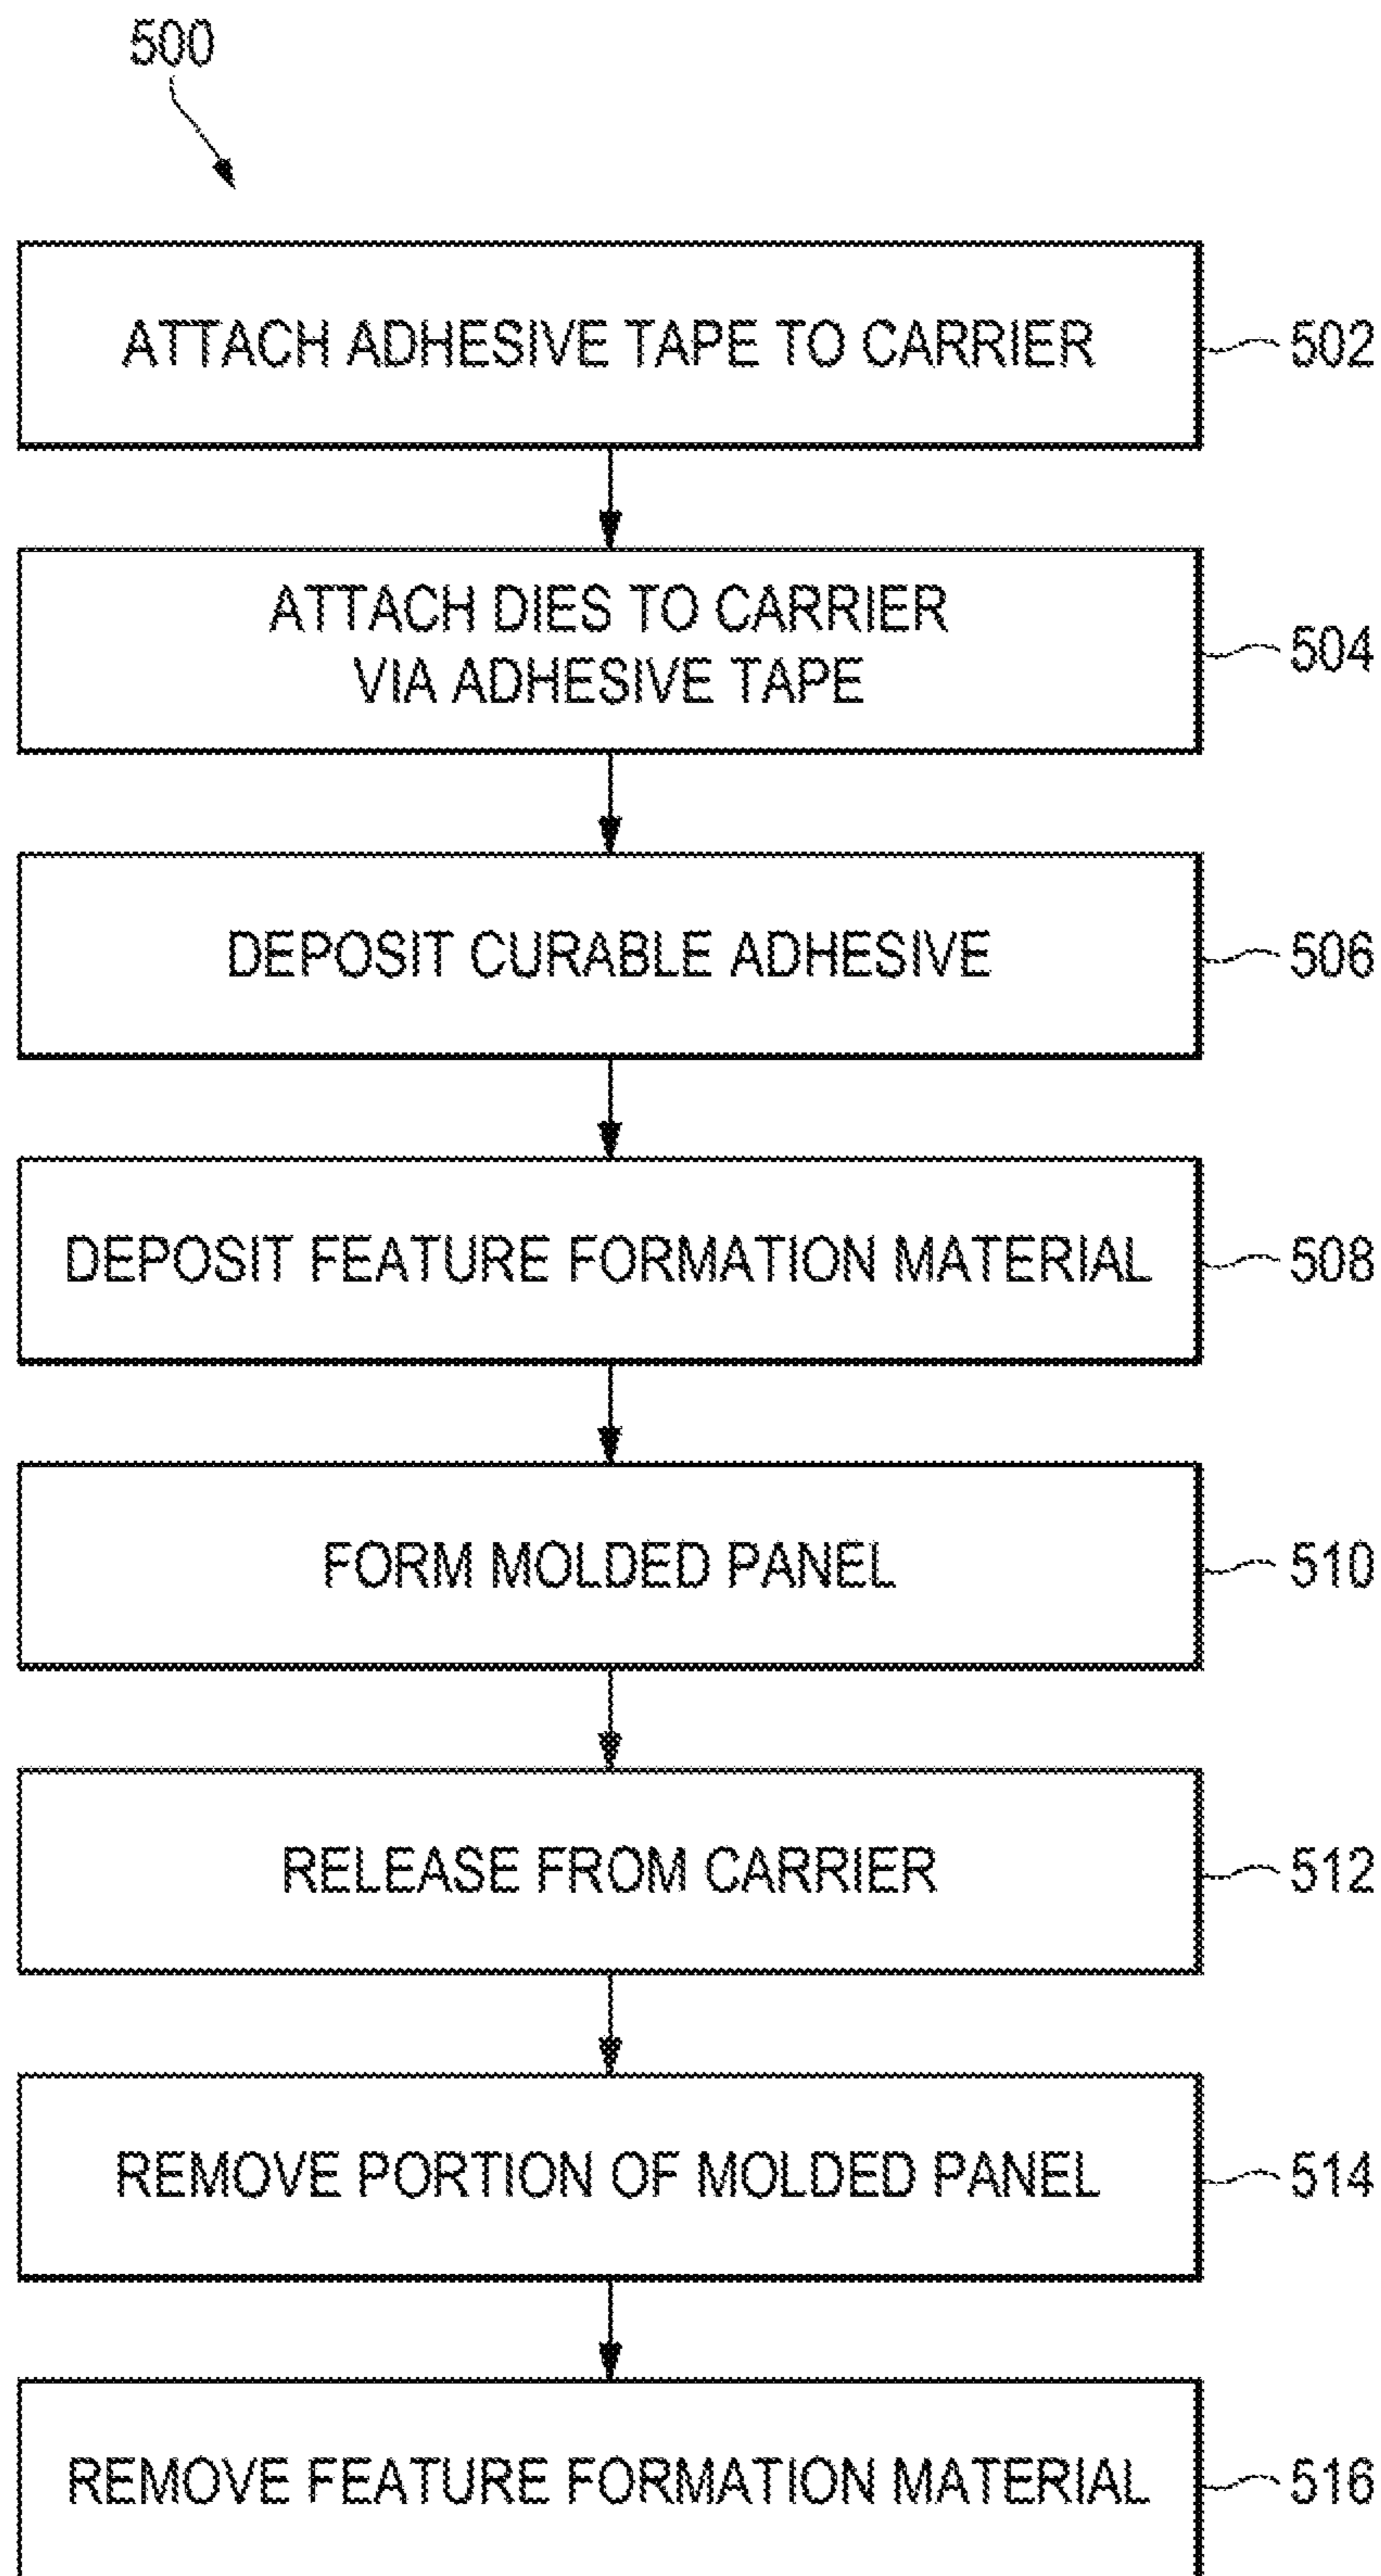 500
ATTACH ADHESIVE TAPE TO CARRIER
502
ATTACH DIES TO CARRIER
VIA ADHESIVE TAPE
504
DEPOSIT CURABLE ADHESIVE
506
DEPOSIT FEATURE FORMATION MATERIAL
508
FORM MOLDED PANEL
510
RELEASE FROM CARRIER
512
REMOVE PORTION OF MOLDED PANEL
514
REMOVE FEATURE FORMATION MATERIAL
516